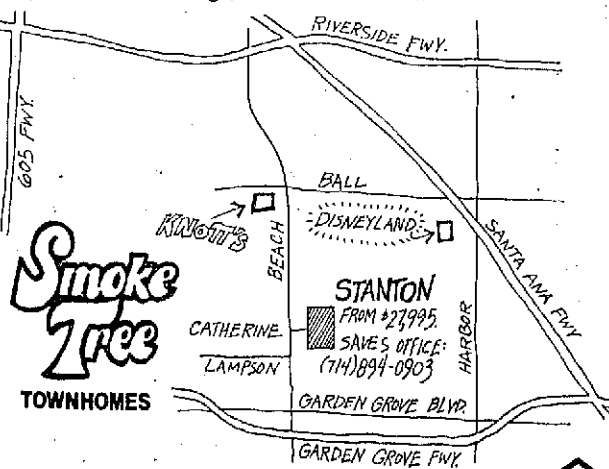 RIVERSIDE FWY.
605 FWY.
BALL
KNOTT'S
BEACH
DISNEYLAND
SANTA ANA FWY
Smoke
Tree
TOWNHOMES
STANTON
FROM $27,995.
SAVES OFFICE:
(714)894-0903
HARBOR
CATHERINE
LAMPSON
GARDEN GROVE BLVD.
GARDEN GROVE FWY.